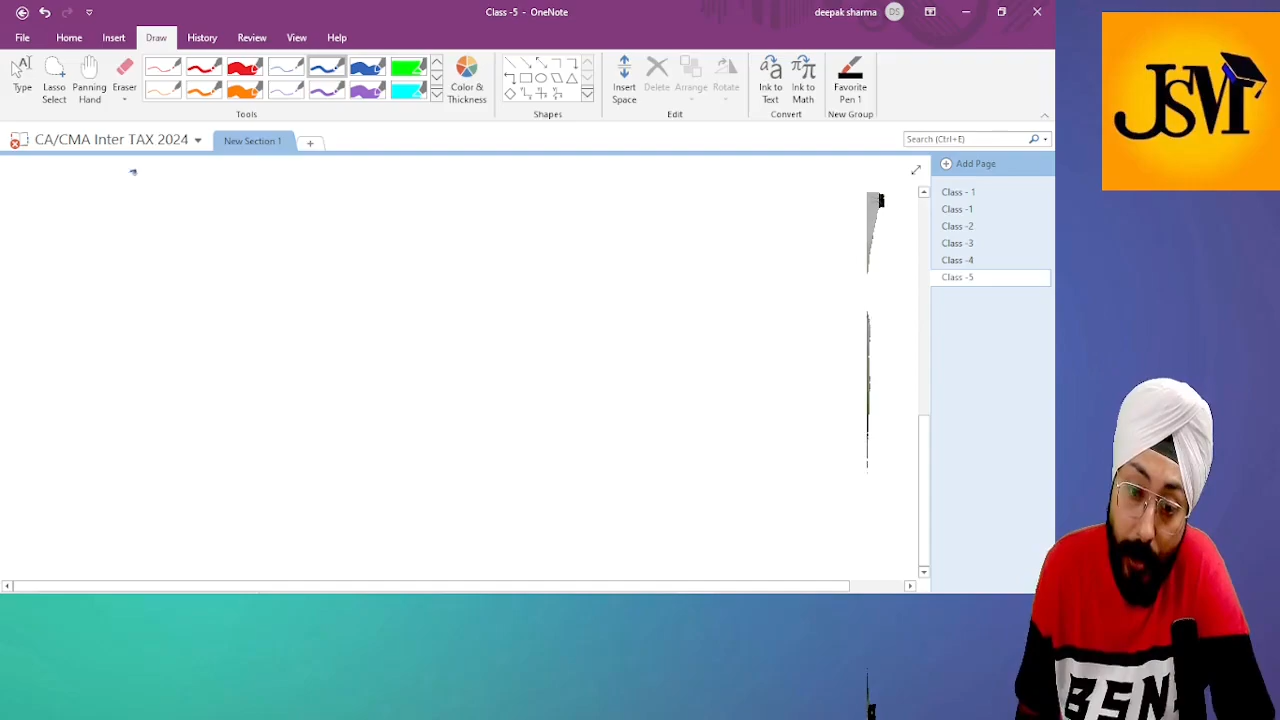 Class -5 - OneNote
deepak sharma
DS
File
Home
Insert
Draw
History
Review
View
Help
Type
Lasso
Select
Panning
Hand
Eraser
Color &
Thickness
Insert
Space
Delete
Arrange
Rotate
Ink to
Text
Ink to
Math
Favorite
Pen 1
Tools
Shapes
Edit
Convert
New Group
CA/CMA Inter TAX 2024
New Section 1
Search (Ctrl+E)
Add Page
Class - 1
Class -1
Class -2
Class -3
Class -4
Class -5
JSM
BSN